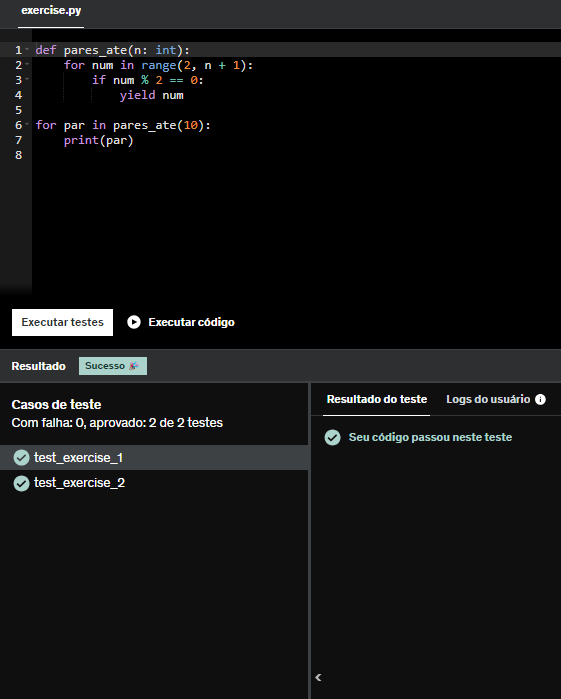 exercise.py
1 def pares_ate(n: int):
2 for num in range(2, n + 1):
3 if num % 2 == 0:
4 yield num
5
6 for par in pares_ate(10):
7 print(par)
8
Executar testes Executar código
Resultado Sucesso 🎉
Casos de teste
Com falha: 0, aprovado: 2 de 2 testes
test_exercise_1
test_exercise_2
Resultado do teste Logs do usuário
Seu código passou neste teste